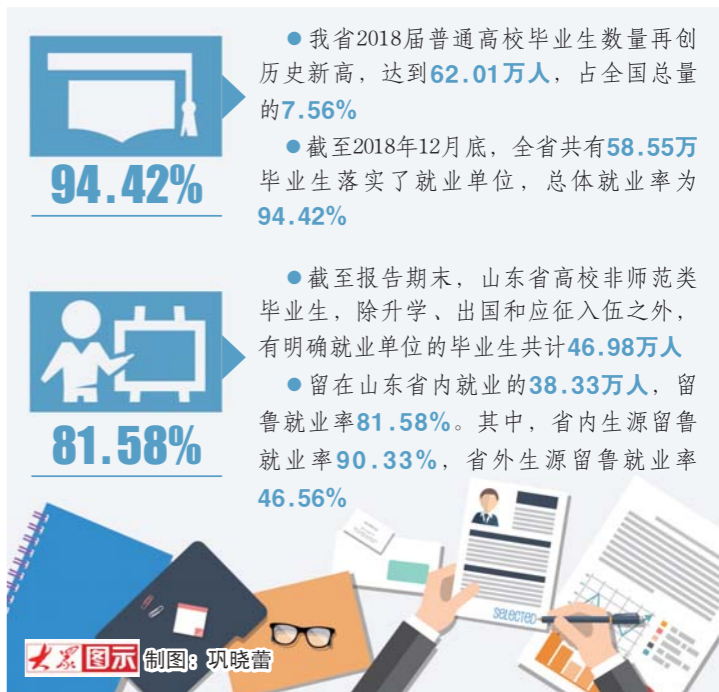 ●我省2018届普通高校毕业生数量再创
历史新高，达到62.01万人，占全国总量
的7.56%
●截至2018年12月底，全省共有58.55万
毕业生落实了就业单位，总体就业率为
94.42%
94.42%
●截至报告期末，山东省高校非师范类
毕业生，除升学、出国和应征入伍之外，
有明确就业单位的毕业生共计46.98万人
●留在山东省内就业的38.33万人，留
鲁就业率81.58%。其中，省内生源留鲁
就业率90.33%，省外生源留鲁就业率
46.56%
81.58%
selected
大众图示 制图：巩晓蕾